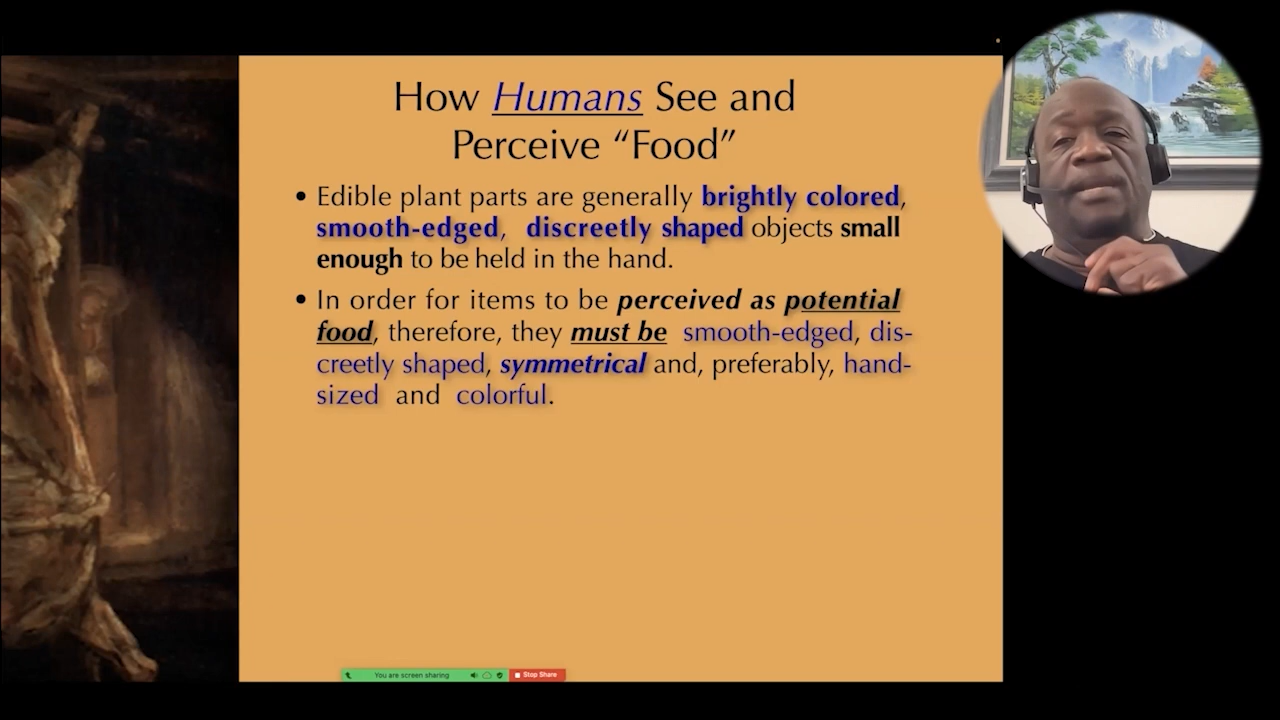 How Humans See and
Perceive “Food”
• Edible plant parts are generally brightly colored,
smooth-edged, discreetly shaped objects small
enough to be held in the hand.
• In order for items to be perceived as potential
food, therefore, they must be smooth-edged, dis-
creetly shaped, symmetrical and, preferably, hand-
sized and colorful.
You are screen sharing
Stop Share